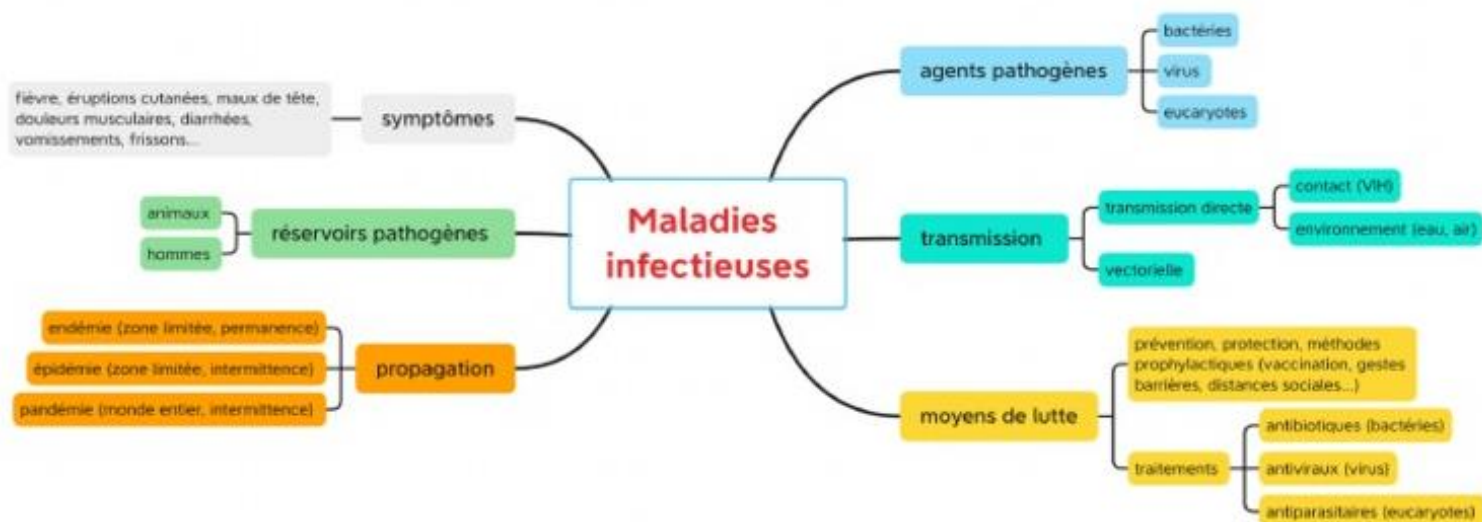 Maladies
infectieuses
symptômes
fièvre, éruptions cutanées, maux de tête,
douleurs musculaires, diarrhées,
vomissements, frissons...
réservoirs pathogènes
animaux
hommes
propagation
endémie (zone limitée, permanence)
épidémie (zone limitée, intermittence)
pandémie (monde entier, intermittence)
agents pathogènes
bactéries
virus
eucaryotes
transmission
transmission directe
contact (VIH)
environnement (eau, air)
vectorielle
moyens de lutte
prévention, protection, méthodes
prophylactiques (vaccination, gestes
barrières, distances sociales...)
traitements
antibiotiques (bactéries)
antiviraux (virus)
antiparasitaires (eucaryotes)